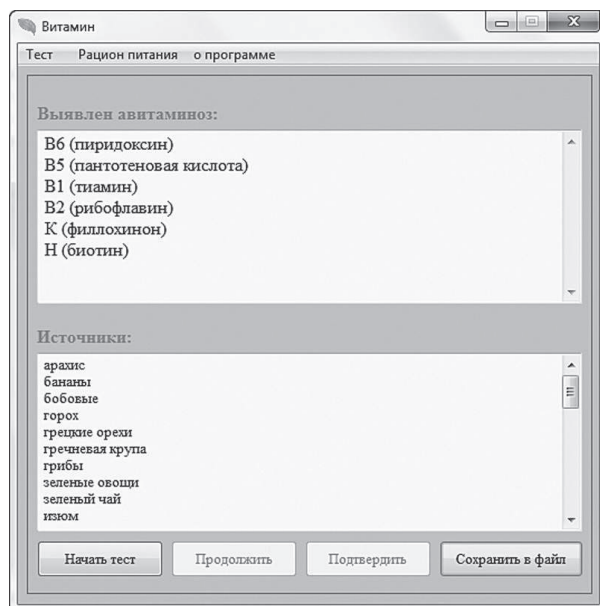 Витамин
Тест Рацион питания о программе
Выявлен авитаминоз:
B6 (пиридоксин)
B5 (пантотеновая кислота)
B1 (тиамин)
B2 (рибофлавин)
К (филлохинон)
Н (биотин)
Источники:
арахис
бананы
бобовые
горох
грецкие орехи
гречневая крупа
грибы
зеленые овощи
зеленый чай
изюм
Начать тест Продолжить Подтвердить Сохранить в файл